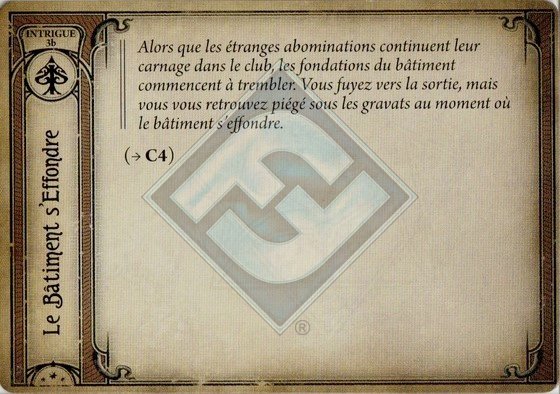 INTRIGUE
3b
Le Bâtiment s'Effondre
Alors que les étranges abominations continuent leur
carnage dans le club, les fondations du bâtiment
commencent à trembler. Vous fuyez vers la sortie, mais
vous vous retrouvez piégé sous les gravats au moment où
le bâtiment s'effondre.
(→ C4)
®